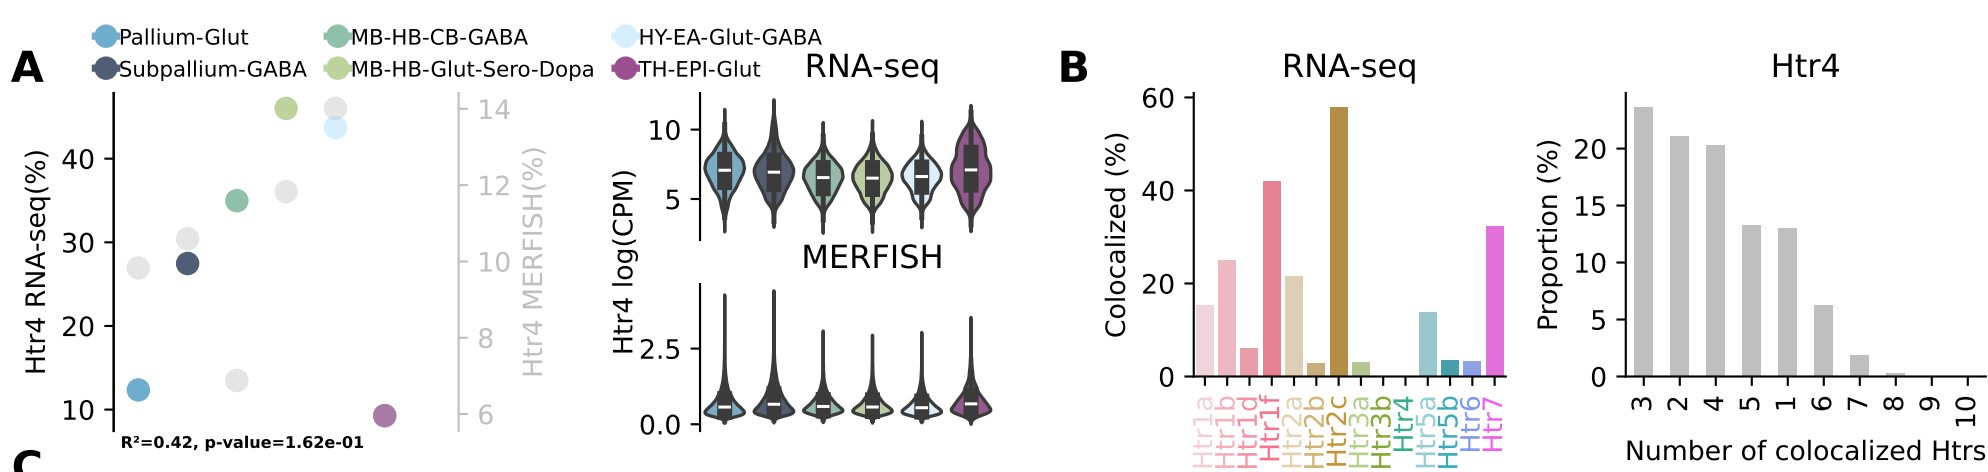 Pallium-Glut MB-HB-CB-GABA HY-EA-Glut-GABA
Subpallium-GABA MB-HB-Glut-Sero-Dopa TH-EPI-Glut
A
Htr4 RNA-seq(%)
40
30
20
10
14
12
10
8
6
Htr4 MERFISH(%)
R²=0.42, p-value=1.62e-01
RNA-seq
Htr4 log(CPM)
10
5
MERFISH
2.5
0.0
B
RNA-seq
Colocalized (%)
60
40
20
0
Htr1a
Htr1b
Htr1d
Htr1f
Htr2a
Htr2b
Htr2c
Htr3a
Htr3b
Htr4
Htr5a
Htr5b
Htr6
Htr7
Htr4
Proportion (%)
20
15
10
5
0
3 2 4 5 1 6 7 8 9 10
Number of colocalized Htrs
C